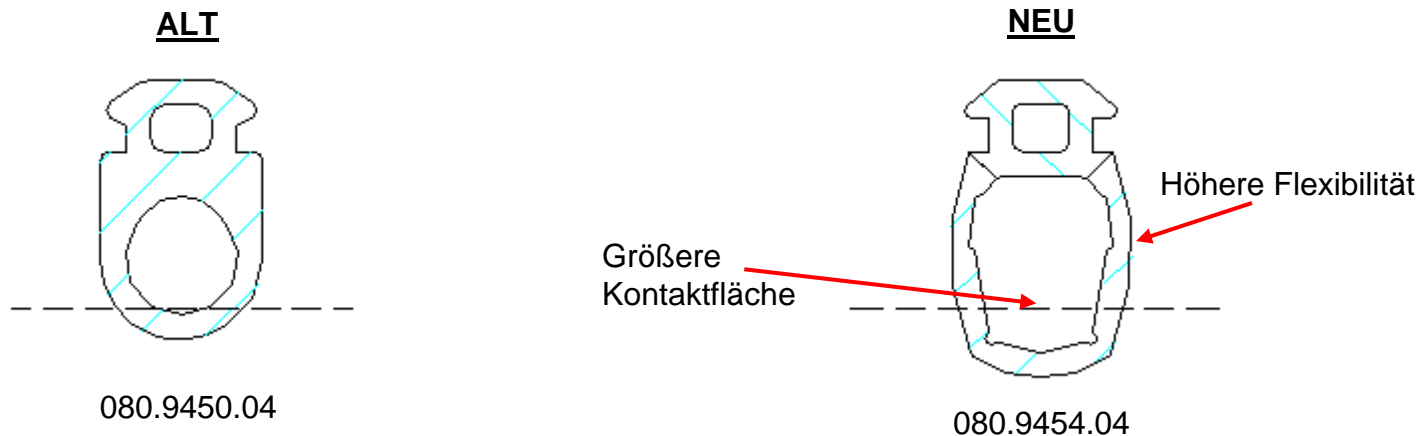 ALT
NEU
Höhere Flexibilität
Größere
Kontaktfläche
080.9450.04
080.9454.04